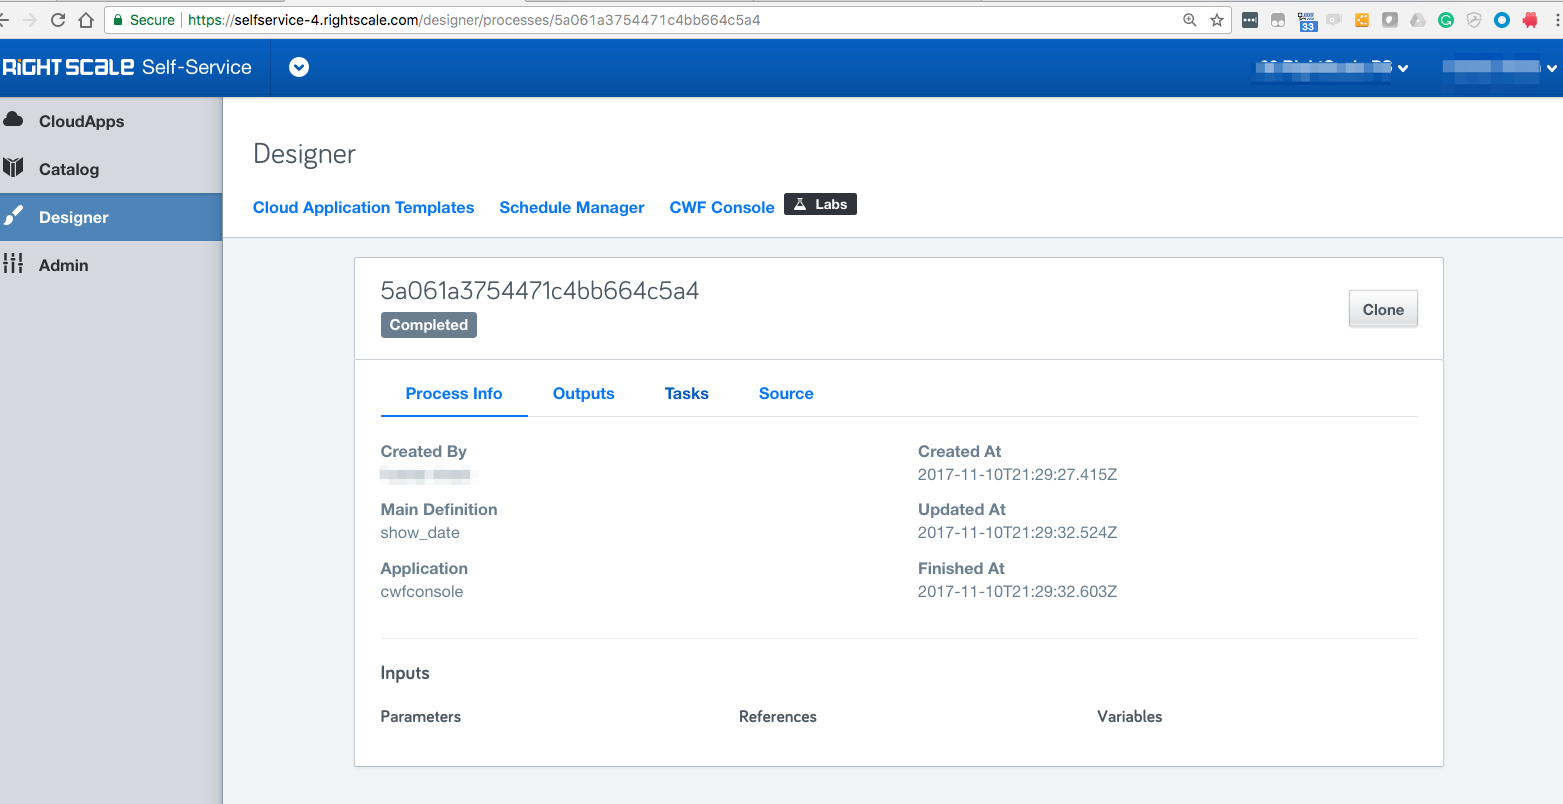 Secure https://selfservice-4.rightscale.com/designer/processes/5a061a3754471c4bb664c5a4
33
RIGHTSCALE Self-Service
CloudApps
Catalog
Designer
Admin
Designer
Cloud Application Templates Schedule Manager CWF Console Labs
5a061a3754471c4bb664c5a4
Completed
Clone
Process Info Outputs Tasks Source
Created By
Created At
2017-11-10T21:29:27.415Z
Main Definition
show_date
Updated At
2017-11-10T21:29:32.524Z
Application
cwfconsole
Finished At
2017-11-10T21:29:32.603Z
Inputs
Parameters References Variables